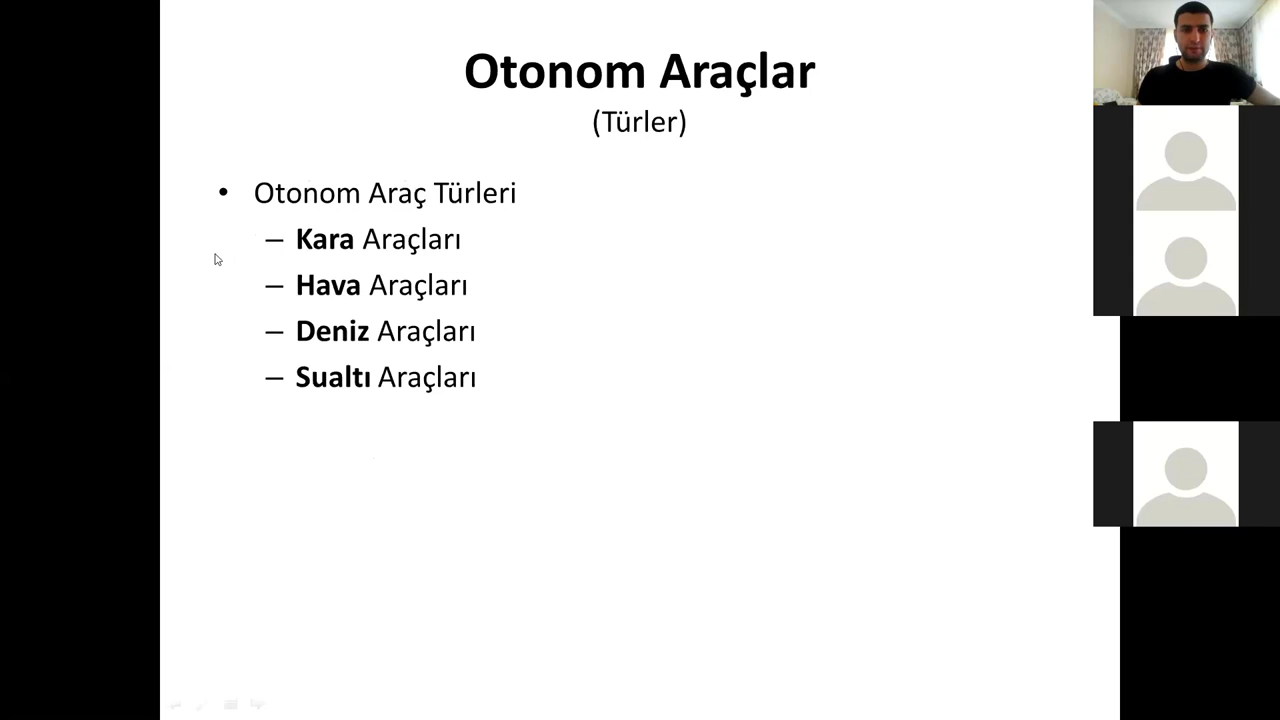 Otonom Araçlar
(Türler)
• Otonom Araç Türleri
– Kara Araçları
– Hava Araçları
– Deniz Araçları
– Sualtı Araçları